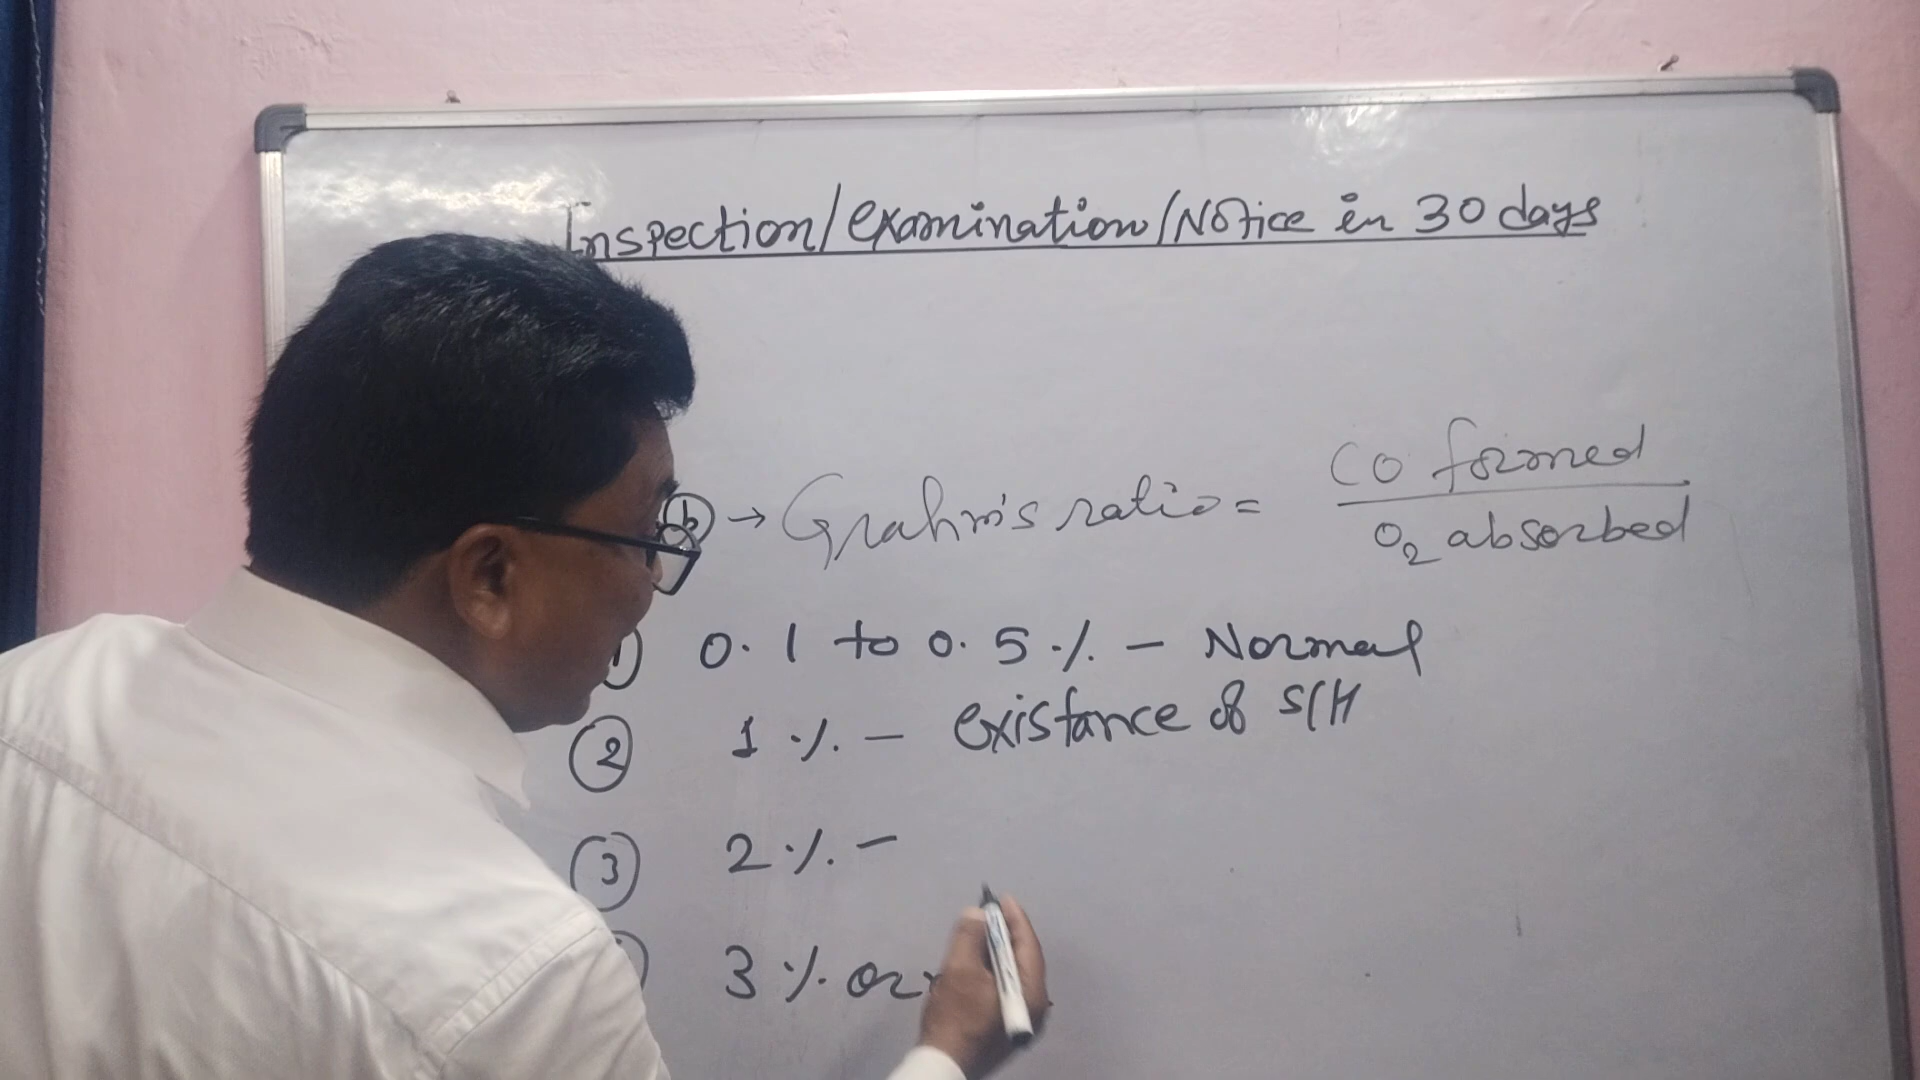 Inspection/examination/Notice in 30 days
b → Grahm's ratio = CO formed
O2 absorbed
1) 0.1 to 0.5 % - Normal
2 1 % - existance of S/H
3 2 % -
3 % or